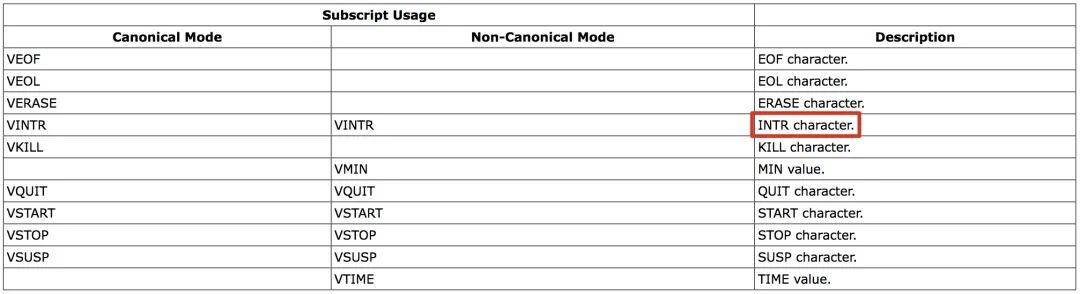 Subscript Usage
Canonical Mode Non-Canonical Mode Description
VEOF EOF character.
VEOL EOL character.
VERASE ERASE character.
VINTR VINTR INTR character.
VKILL KILL character.
VMIN MIN value.
VQUIT VQUIT QUIT character.
VSTART VSTART START character.
VSTOP VSTOP STOP character.
VSUSP VSUSP SUSP character.
VTIME TIME value.